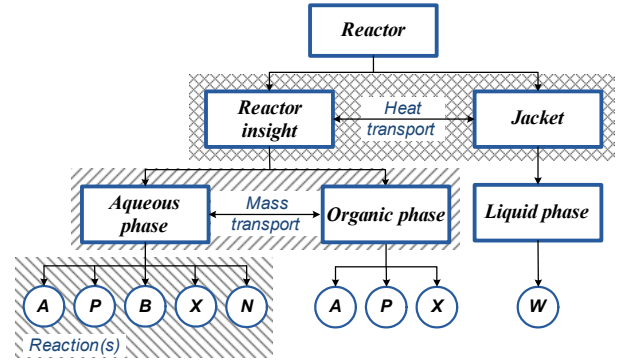 Reactor
Reactor
insight
Heat
transport
Jacket
Aqueous
phase
Mass
transport
Organic phase
Liquid phase
A
P
B
X
N
A
P
X
W
Reaction(s)